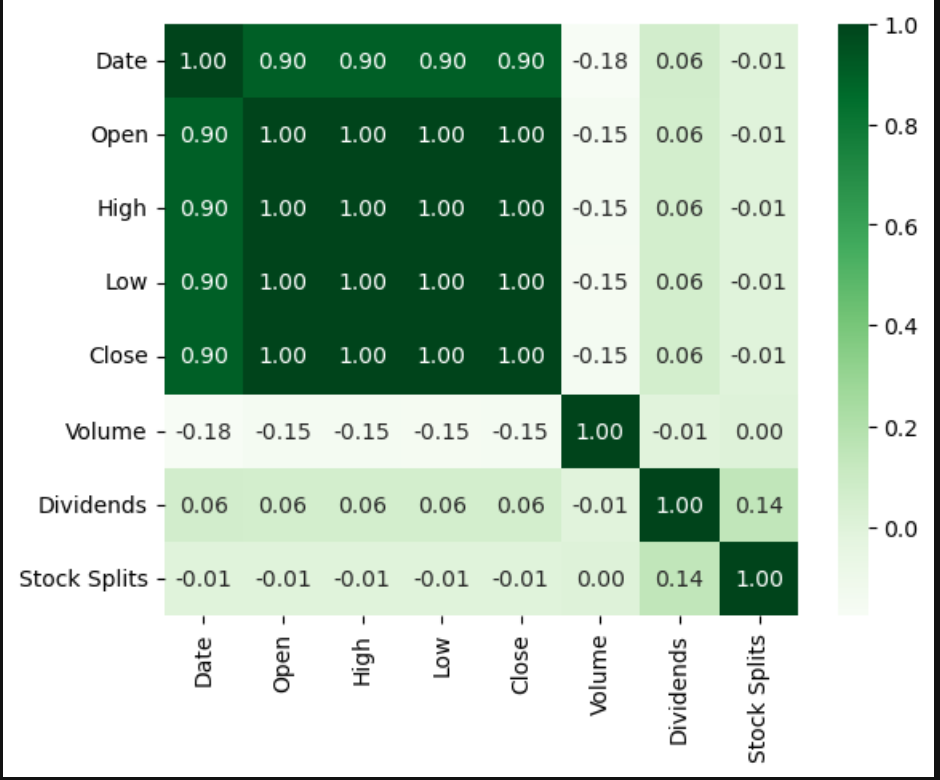 Date 1.00 0.90 0.90 0.90 0.90 -0.18 0.06 -0.01
Open 0.90 1.00 1.00 1.00 1.00 -0.15 0.06 -0.01
High 0.90 1.00 1.00 1.00 1.00 -0.15 0.06 -0.01
Low 0.90 1.00 1.00 1.00 1.00 -0.15 0.06 -0.01
Close 0.90 1.00 1.00 1.00 1.00 -0.15 0.06 -0.01
Volume -0.18 -0.15 -0.15 -0.15 -0.15 1.00 -0.01 0.00
Dividends 0.06 0.06 0.06 0.06 0.06 -0.01 1.00 0.14
Stock Splits -0.01 -0.01 -0.01 -0.01 -0.01 0.00 0.14 1.00
Date Open High Low Close Volume Dividends Stock Splits
1.0
0.8
0.6
0.4
0.2
0.0